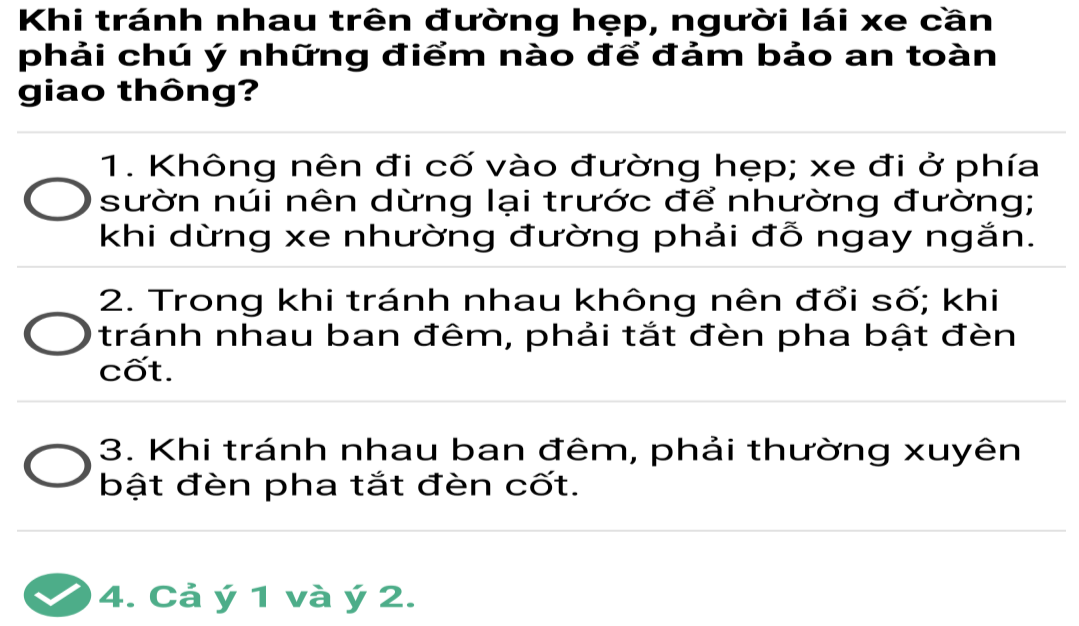 Khi tránh nhau trên đường hẹp, người lái xe cần
phải chú ý những điểm nào để đảm bảo an toàn
giao thông?
1. Không nên đi cố vào đường hẹp; xe đi ở phía
sườn núi nên dừng lại trước để nhường đường;
khi dừng xe nhường đường phải đỗ ngay ngắn.
2. Trong khi tránh nhau không nên đổi số; khi
tránh nhau ban đêm, phải tắt đèn pha bật đèn
cốt.
3. Khi tránh nhau ban đêm, phải thường xuyên
bật đèn pha tắt đèn cốt.
4. Cả ý 1 và ý 2.